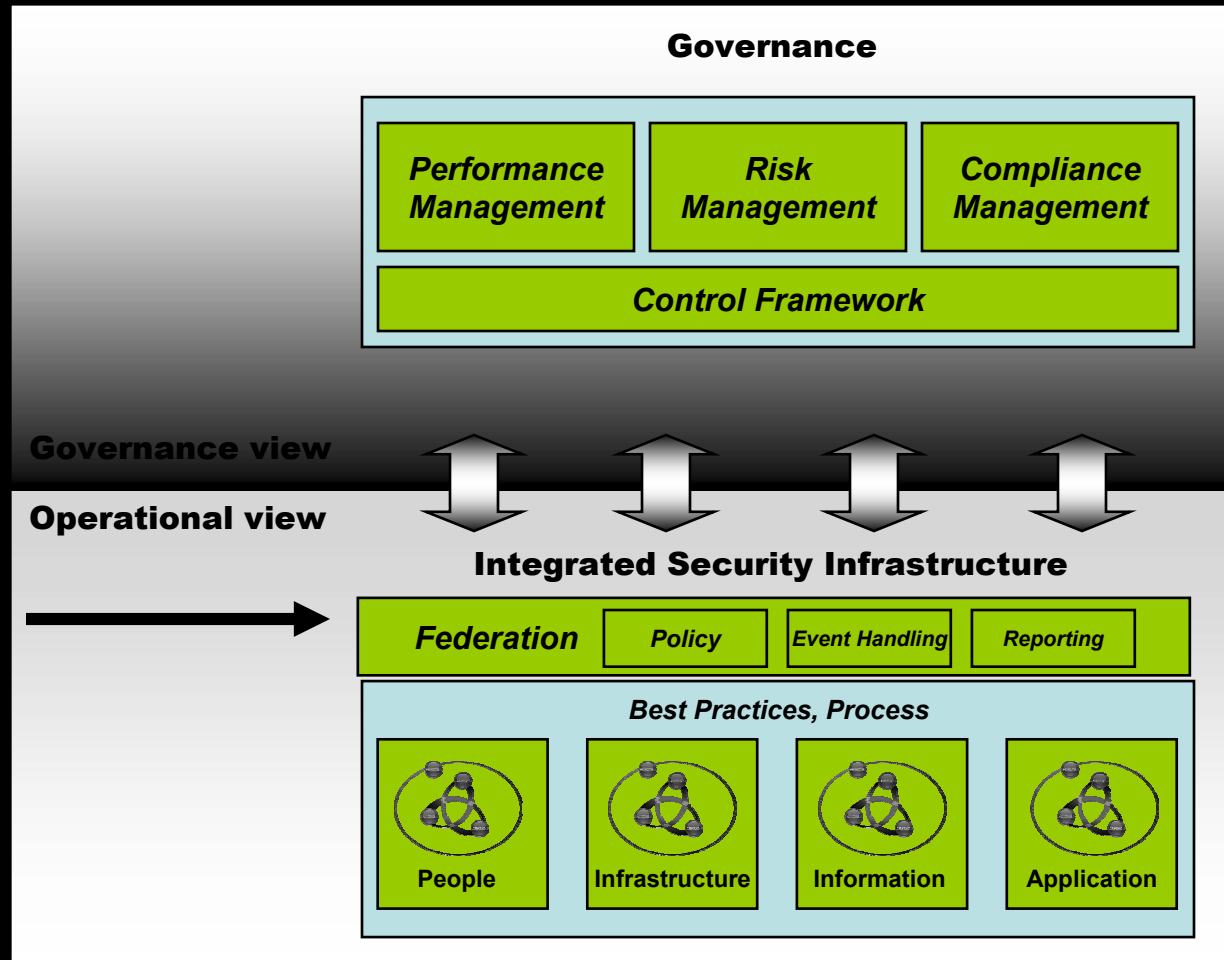 Governance
Performance
Management
Risk
Management
Compliance
Management
Control Framework
Governance view
Operational view
Integrated Security Infrastructure
Federation
Policy
Event Handling
Reporting
Best Practices, Process
People
Infrastructure
Information
Application